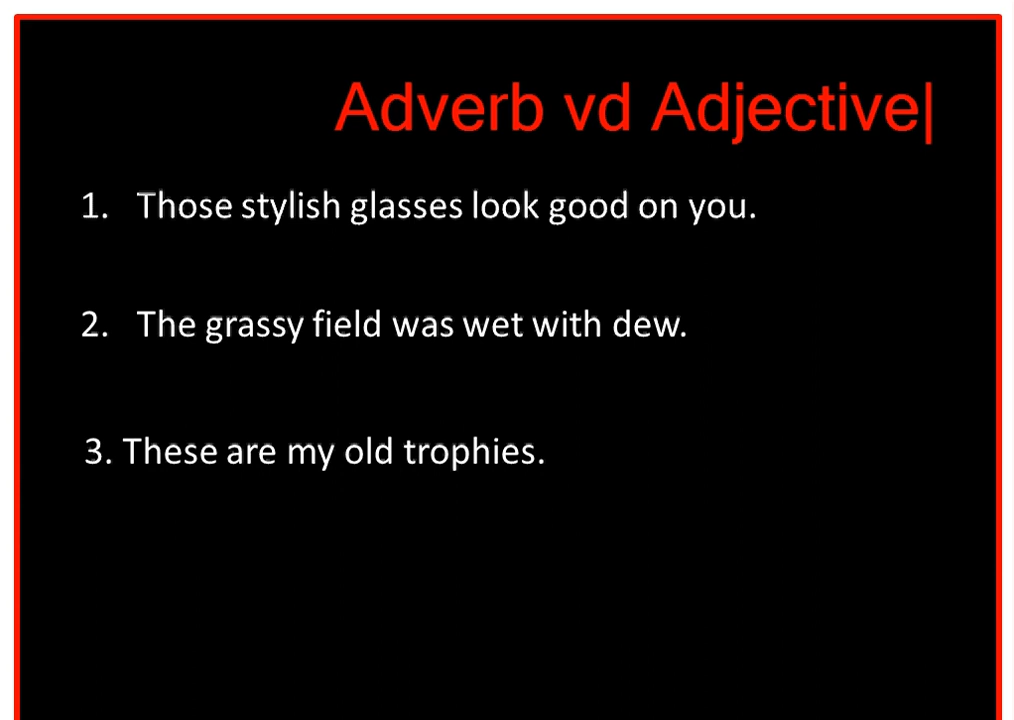 Adverb vd Adjective|
1. Those stylish glasses look good on you.
2. The grassy field was wet with dew.
3. These are my old trophies.